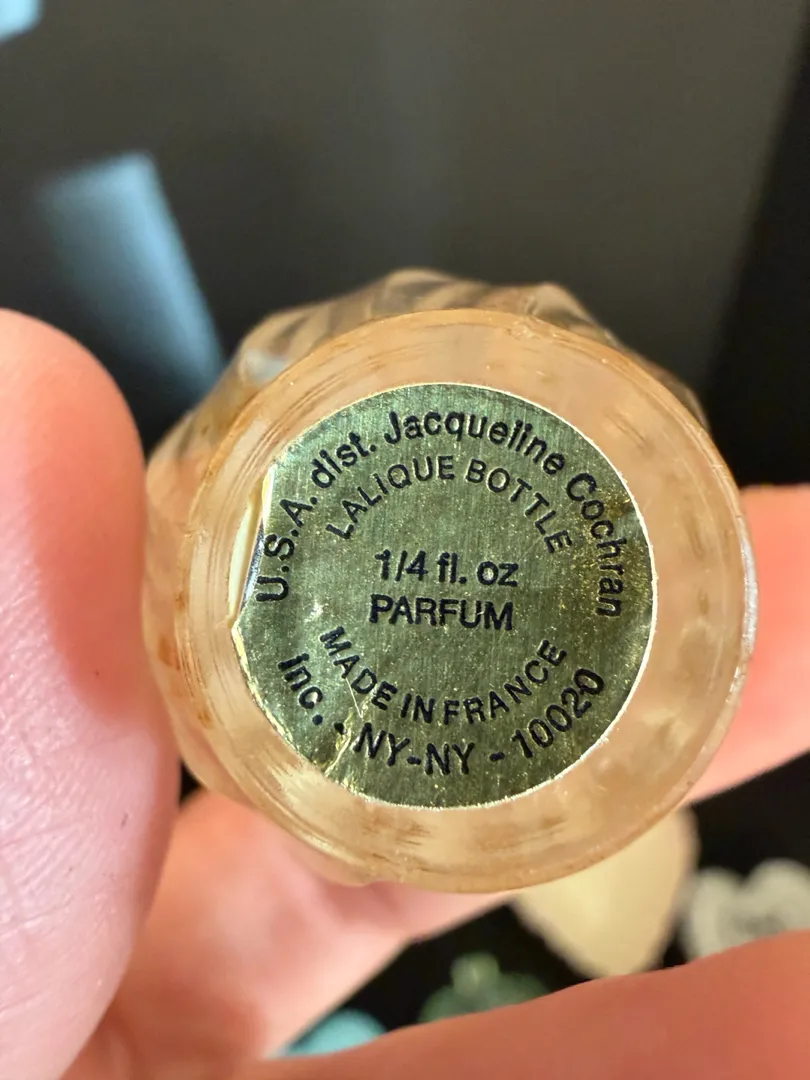 U.S.A. dist. Jacqueline Cochran
LALIQUE BOTTLE
1/4 fl. oz
PARFUM
MADE IN FRANCE
Inc. - NY-NY - 10020